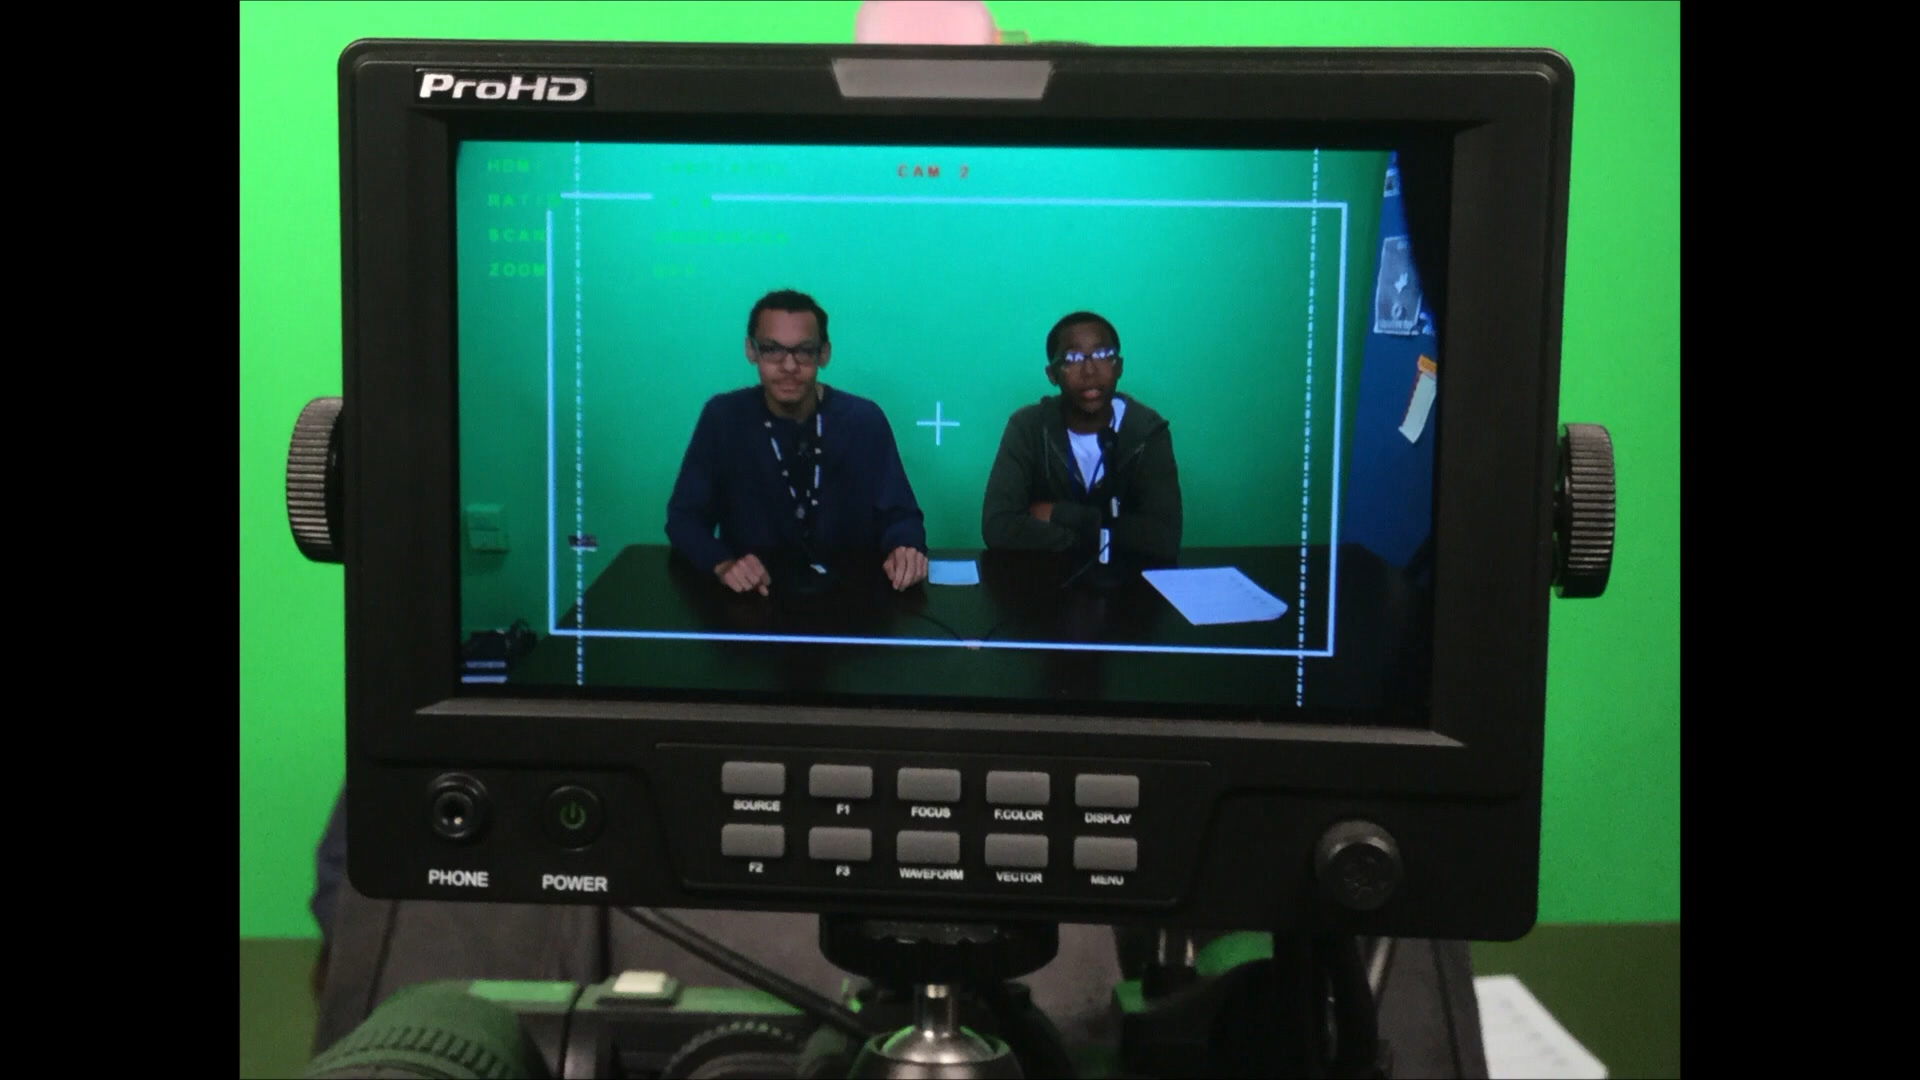 ProHD
CAM 2
HDMI
RATIO
SCAN
ZOOM
SOURCE F1 FOCUS F.COLOR DISPLAY
F2 F3 WAVEFORM VECTOR MENU
PHONE POWER